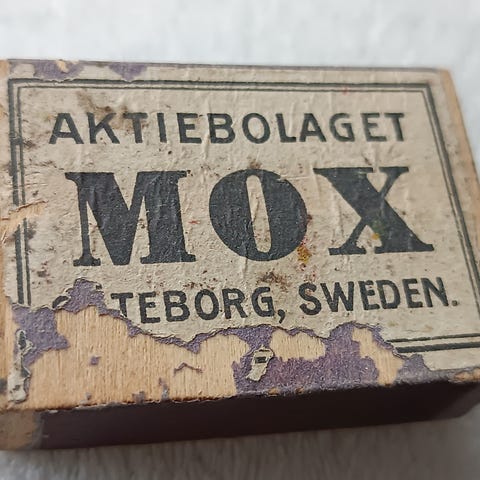 AKTIEBOLAGET
MOX
TEBORG, SWEDEN.